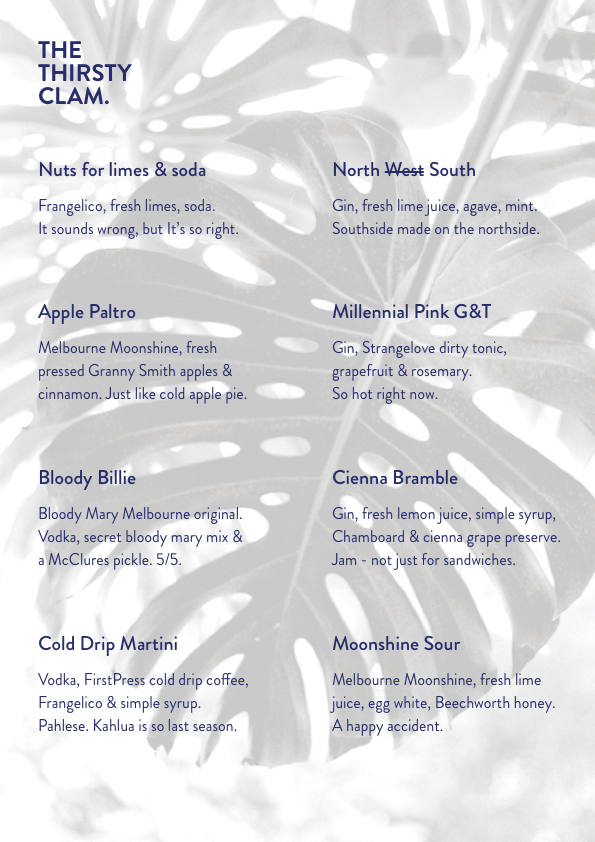 THE
THIRSTY
CLAM.
Nuts for limes & soda
Frangelico, fresh limes, soda.
It sounds wrong, but It's so right.
North West South
Gin, fresh lime juice, agave, mint.
Southside made on the northside.
Apple Paltro
Melbourne Moonshine, fresh
pressed Granny Smith apples &
cinnamon. Just like cold apple pie.
Millennial Pink G&T
Gin, Strangelove dirty tonic,
grapefruit & rosemary.
So hot right now.
Bloody Billie
Bloody Mary Melbourne original.
Vodka, secret bloody mary mix &
a McClures pickle. 5/5.
Cienna Bramble
Gin, fresh lemon juice, simple syrup,
Chamboard & cienna grape preserve.
Jam - not just for sandwiches.
Cold Drip Martini
Vodka, FirstPress cold drip coffee,
Frangelico & simple syrup.
Pahlese. Kahlua is so last season.
Moonshine Sour
Melbourne Moonshine, fresh lime
juice, egg white, Beechworth honey.
A happy accident.